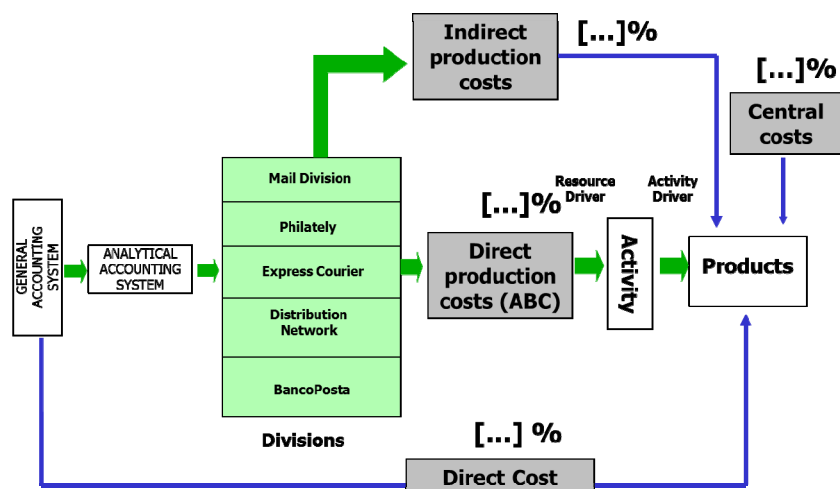 Indirect
production
costs
[...]%
[...]%
Central
costs
Mail Division
Philately
Express Courier
Distribution
Network
BancoPosta
Divisions
GENERAL
ACCOUNTING
SYSTEM
ANALYTICAL
ACCOUNTING
SYSTEM
[...]%
Direct
production
costs (ABC)
Resource
Driver
Activity
Driver
Activity
Products
[...] %
Direct Cost